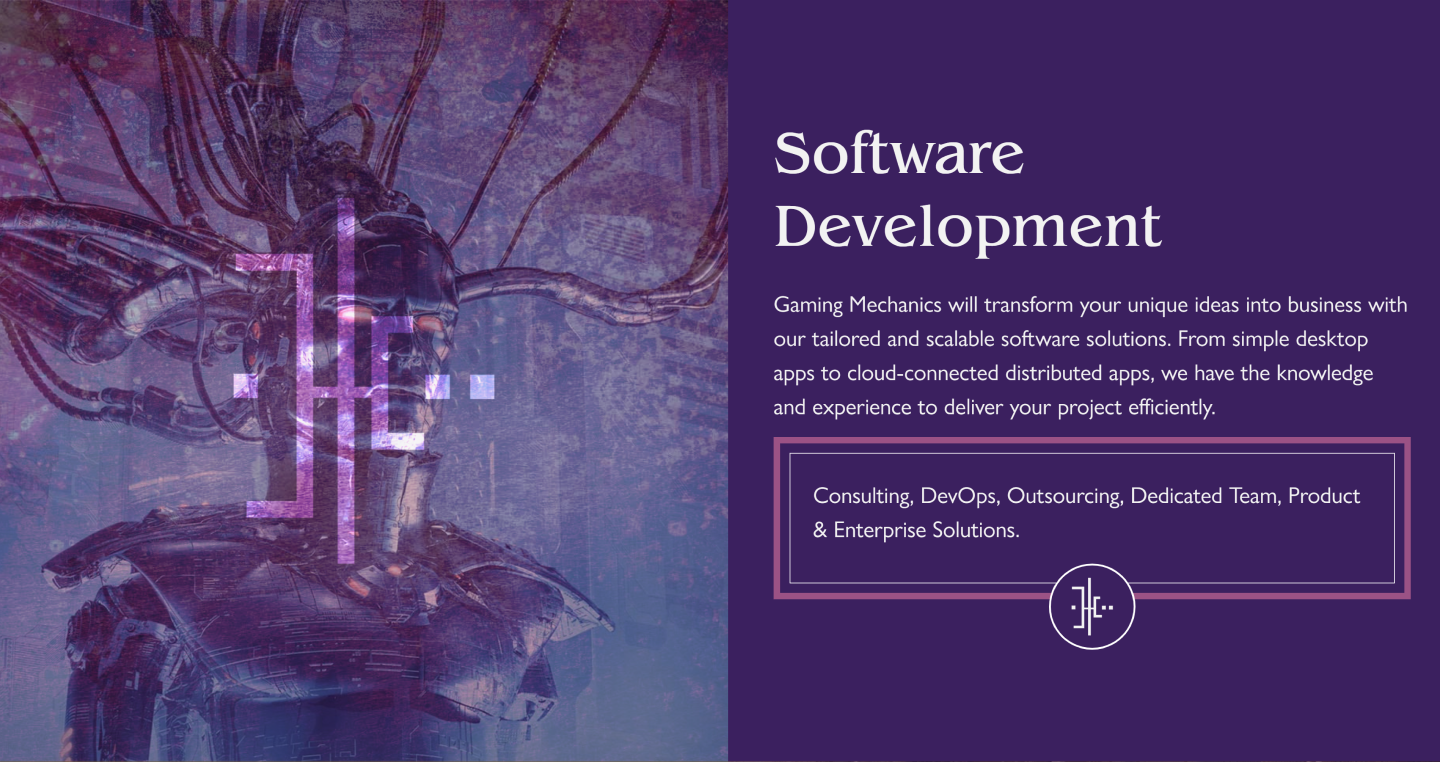 Software
Development
Gaming Mechanics will transform your unique ideas into business with
our tailored and scalable software solutions. From simple desktop
apps to cloud-connected distributed apps, we have the knowledge
and experience to deliver your project efficiently.
Consulting, DevOps, Outsourcing, Dedicated Team, Product
& Enterprise Solutions.